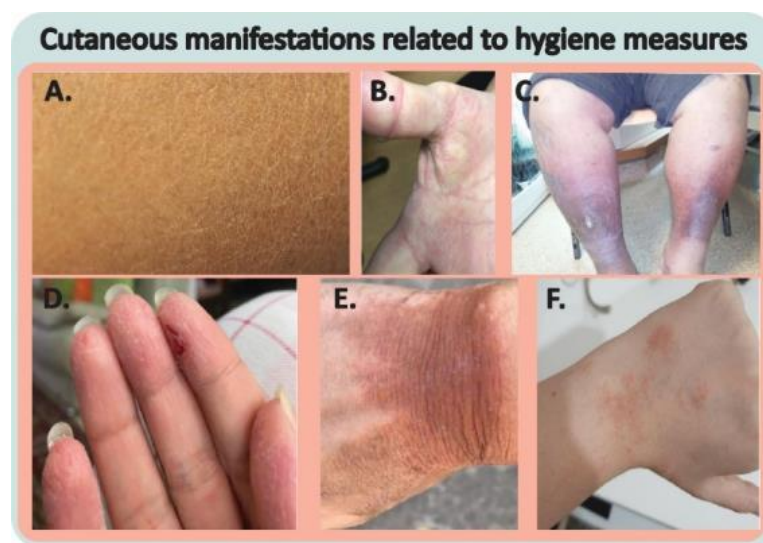 Cutaneous manifestations related to hygiene measures
A.
B.
C.
D.
E.
F.